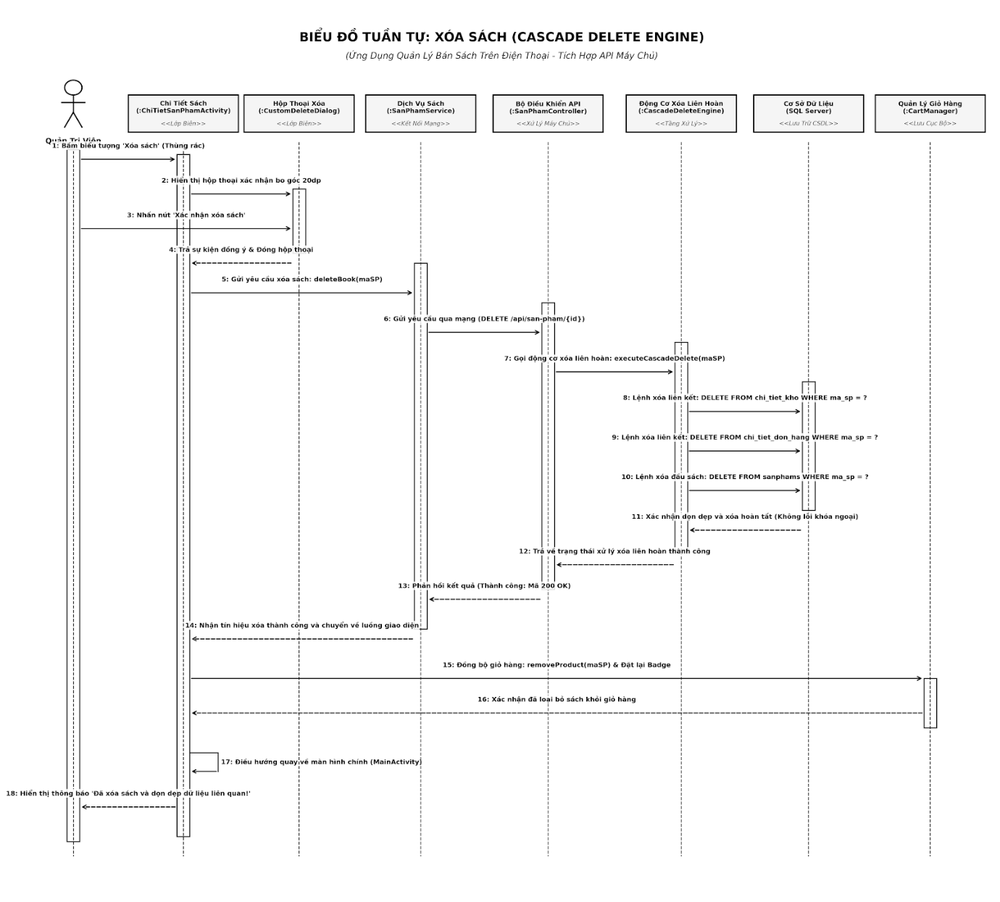 BIỂU ĐỒ TUẦN TỰ: XÓA SÁCH (CASCADE DELETE ENGINE)
(Ứng Dụng Quản Lý Bán Sách Trên Điện Thoại - Tích Hợp API Máy Chủ)
Chi Tiết Sách
(:ChiTietSanPhamActivity)
<<Lớp Biên>>
Hộp Thoại Xóa
(:CustomDeleteDialog)
<<Lớp Biên>>
Dịch Vụ Sách
(:SanPhamService)
<<Kết Nối Mạng>>
Bộ Điều Khiển API
(:SanPhamController)
<<Xử Lý Máy Chủ>>
Động Cơ Xóa Liên Hoàn
(:CascadeDeleteEngine)
<<Tầng Xử Lý>>
Cơ Sở Dữ Liệu
(SQL Server)
<<Lưu Trữ CSDL>>
Quản Lý Giỏ Hàng
(:CartManager)
<<Lưu Cục Bộ>>
Quản Trị Viên
1: Bấm biểu tượng 'Xóa sách' (Thùng rác)
2: Hiển thị hộp thoại xác nhận bo góc 20dp
3: Nhấn nút 'Xác nhận xóa sách'
4: Trả sự kiện đồng ý & Đóng hộp thoại
5: Gửi yêu cầu xóa sách: deleteBook(maSP)
6: Gửi yêu cầu qua mạng (DELETE /api/san-pham/{id})
7: Gọi động cơ xóa liên hoàn: executeCascadeDelete(maSP)
8: Lệnh xóa liên kết: DELETE FROM chi_tiet_kho WHERE ma_sp = ?
9: Lệnh xóa liên kết: DELETE FROM chi_tiet_don_hang WHERE ma_sp = ?
10: Lệnh xóa đầu sách: DELETE FROM sanphams WHERE ma_sp = ?
11: Xác nhận dọn dẹp và xóa hoàn tất (Không lỗi khóa ngoại)
12: Trả về trạng thái xử lý xóa liên hoàn thành công
13: Phản hồi kết quả (Thành công: Mã 200 OK)
14: Nhận tín hiệu xóa thành công và chuyển về luồng giao diện
15: Đồng bộ giỏ hàng: removeProduct(maSP) & Đặt lại Badge
16: Xác nhận đã loại bỏ sách khỏi giỏ hàng
17: Điều hướng quay về màn hình chính (MainActivity)
18: Hiển thị thông báo 'Đã xóa sách và dọn dẹp dữ liệu liên quan!'